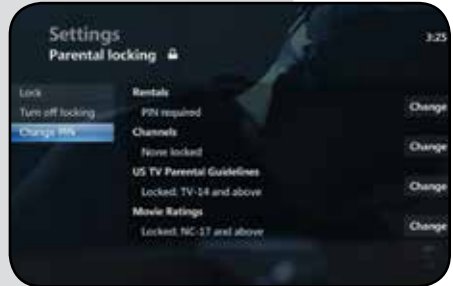 Settings
3:25
Parental locking
Lock
Turn off locking
Change PIN
Rentals
PIN required
Change
Channels
None locked
Change
US TV Parental Guidelines
Locked: TV-14 and above
Change
Movie Ratings
Locked: NC-17 and above
Change